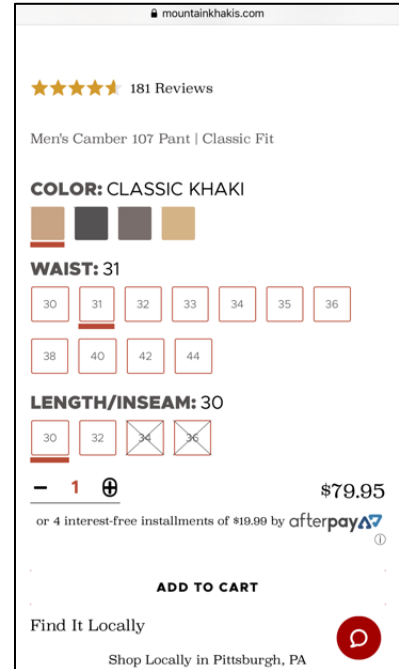 mountainkhakis.com
181 Reviews
Men's Camber 107 Pant | Classic Fit
COLOR: CLASSIC KHAKI
WAIST: 31
30 31 32 33 34 35 36
38 40 42 44
LENGTH/INSEAM: 30
30 32 34 36
− 1 +
$79.95
or 4 interest-free installments of $19.99 by afterpay
ADD TO CART
Find It Locally
Shop Locally in Pittsburgh, PA